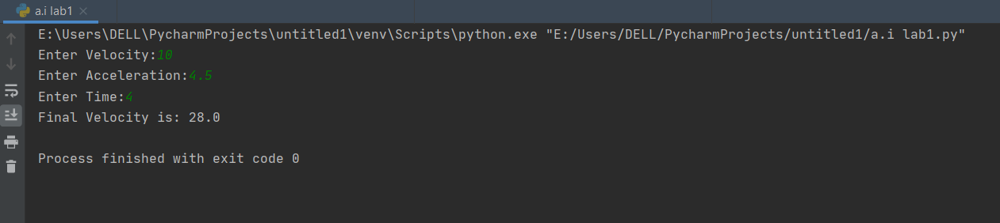 a.i lab1
E:\Users\DELL\PycharmProjects\untitled1\venv\Scripts\python.exe "E:/Users/DELL/PycharmProjects/untitled1/a.i lab1.py"
Enter Velocity:10
Enter Acceleration:4.5
Enter Time:4
Final Velocity is: 28.0
Process finished with exit code 0